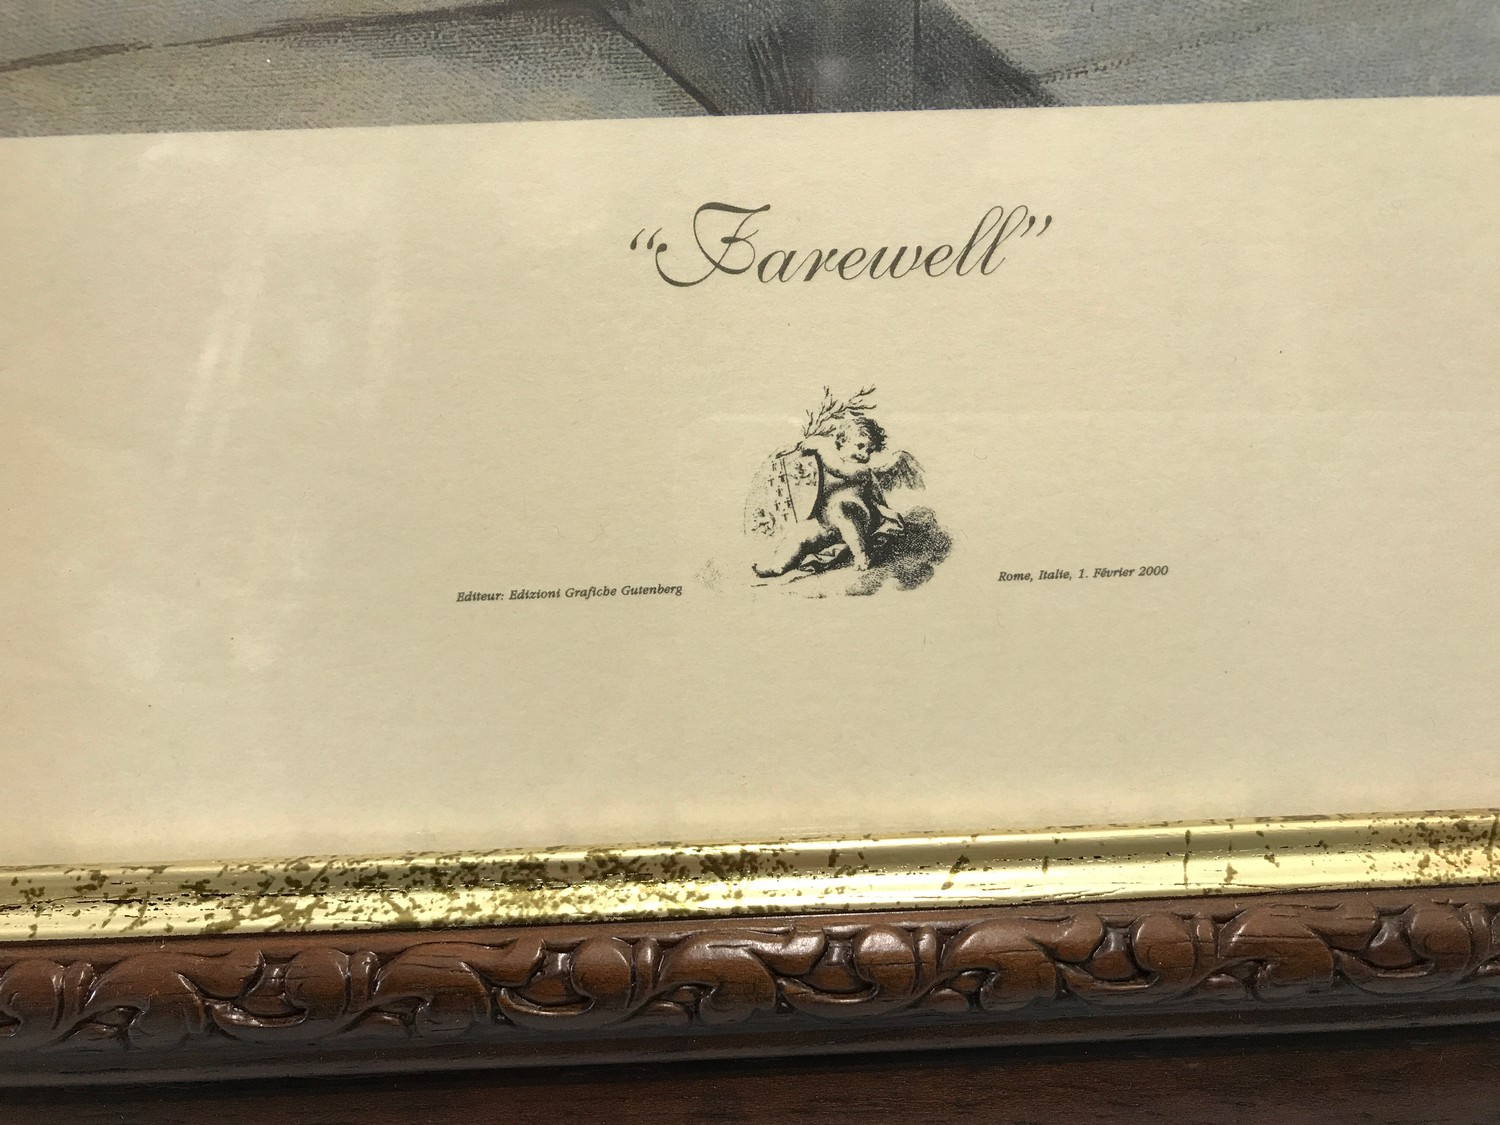 “Farewell”
Editeur: Edizioni Grafiche Gutenberg
Rome, Italie, 1. Février 2000